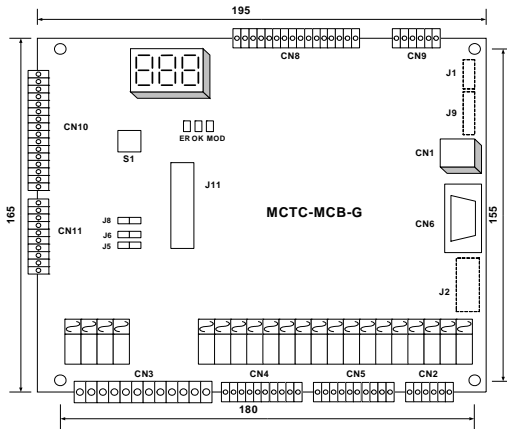 195
CN8
CN9
J1
J9
CN10
888
ER OK MOD
S1
CN1
165
J11
MCTC-MCB-G
155
CN11
J8
J6
J5
CN6
J2
CN3
CN4
CN5
CN2
180